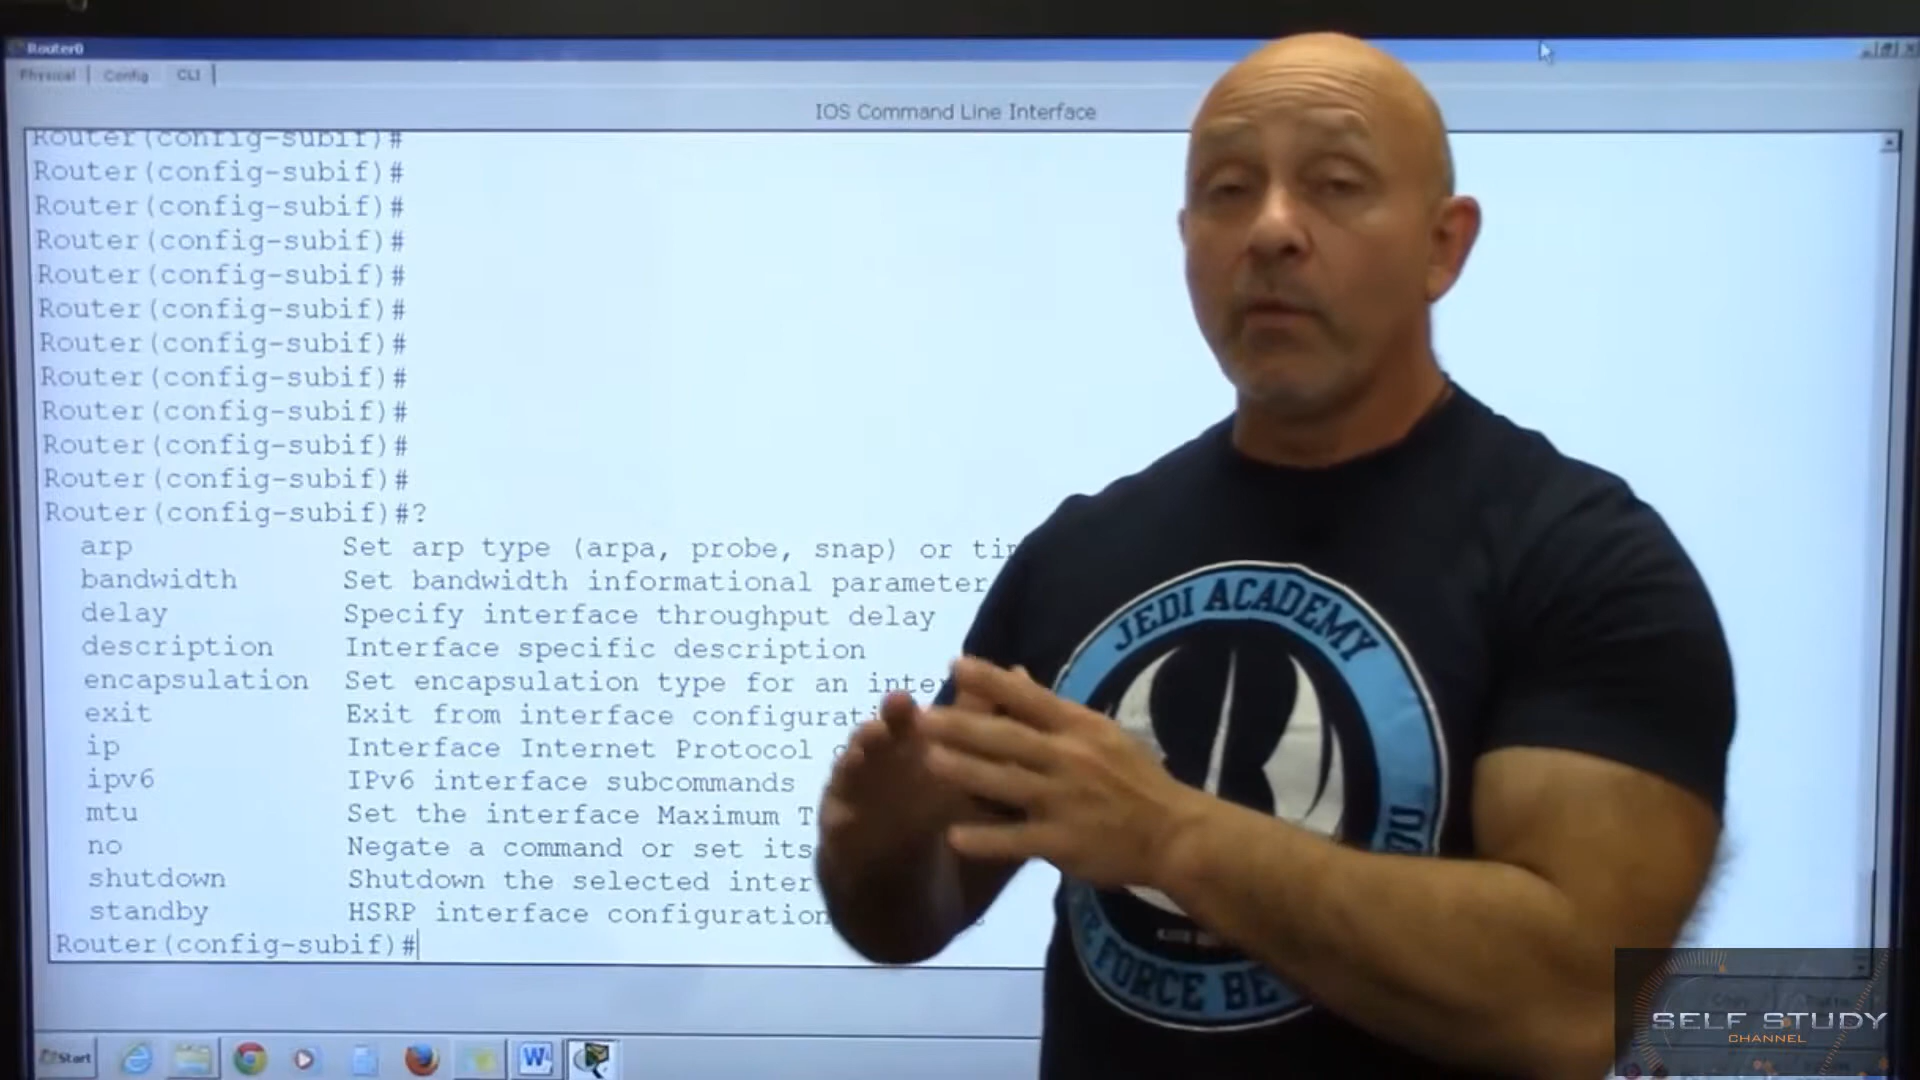 Router0
Physical Config CLI
IOS Command Line Interface
Router(config-subif)#
Router(config-subif)#
Router(config-subif)#
Router(config-subif)#
Router(config-subif)#
Router(config-subif)#
Router(config-subif)#
Router(config-subif)#
Router(config-subif)#
Router(config-subif)#
Router(config-subif)#
Router(config-subif)#?
arp Set arp type (arpa, probe, snap) or
bandwidth Set bandwidth informational parameter
delay Specify interface throughput delay
description Interface specific description
encapsulation Set encapsulation type for an
exit Exit from interface
ip Interface Internet Protocol
ipv6 IPv6 interface subcommands
mtu Set the interface Maximum
no Negate a command or set its
shutdown Shutdown the selected
standby HSRP interface configuration
Router(config-subif)#
JEDI ACADEMY
FORCE BE
Start
SELF STUDY
CHANNEL